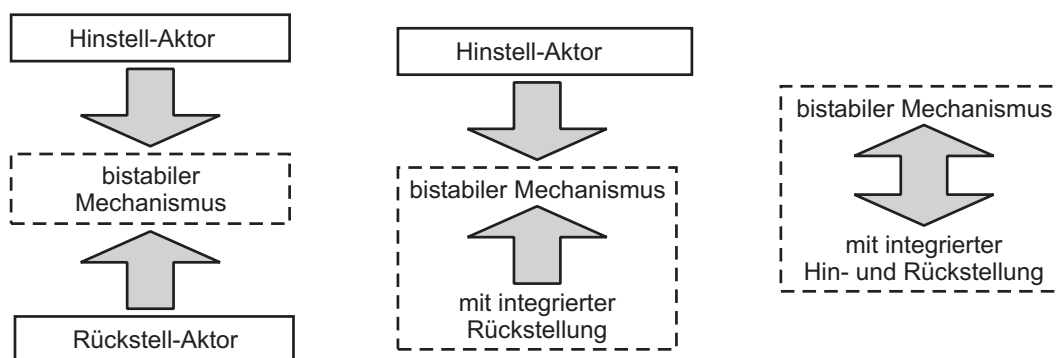 Hinstell-Aktor
bistabiler
Mechanismus
Rückstell-Aktor
Hinstell-Aktor
bistabiler Mechanismus
mit integrierter
Rückstellung
bistabiler Mechanismus
mit integrierter
Hin- und Rückstellung